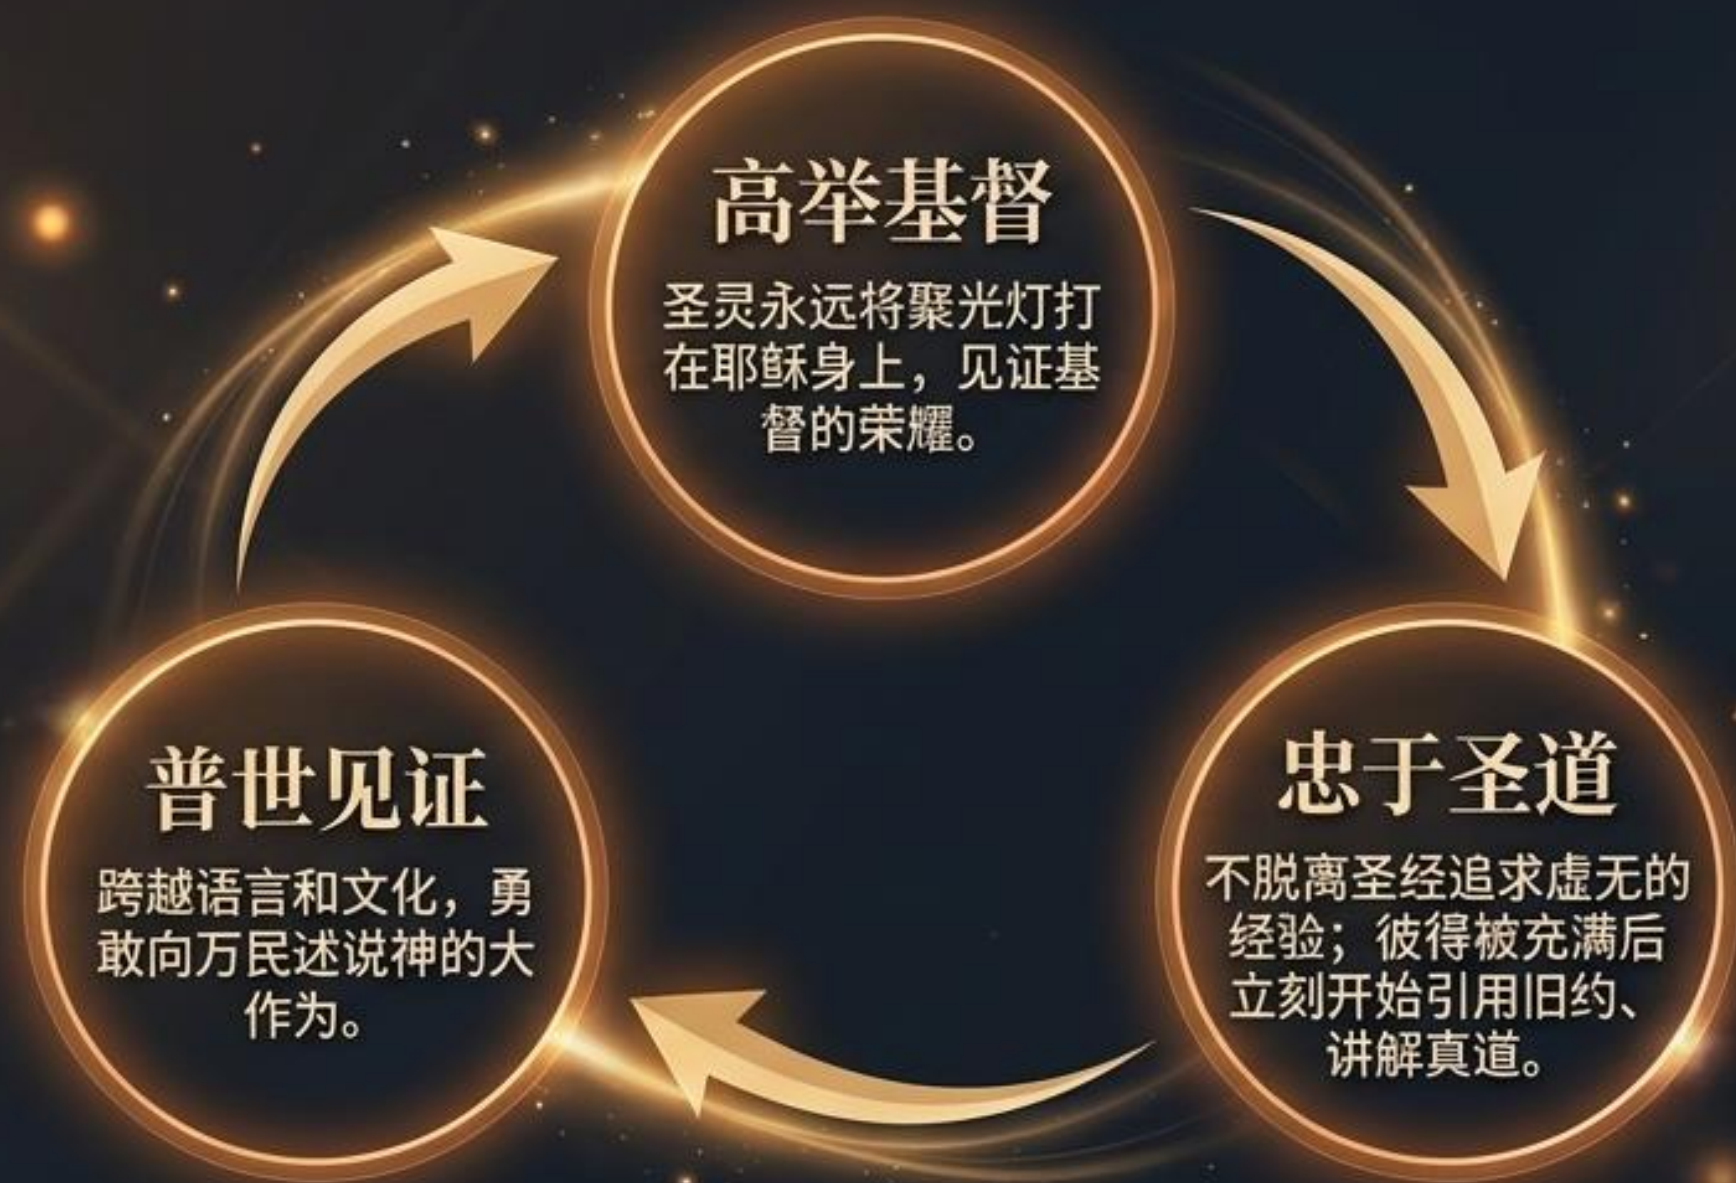 高举基督
圣灵永远将聚光灯打
在耶稣身上，见证基
督的荣耀。
忠于圣道
不脱离圣经追求虚无的
经验；彼得被充满后
立刻开始引用旧约、
讲解真道。
普世见证
跨越语言和文化，勇
敢向万民述说神的大
作为。